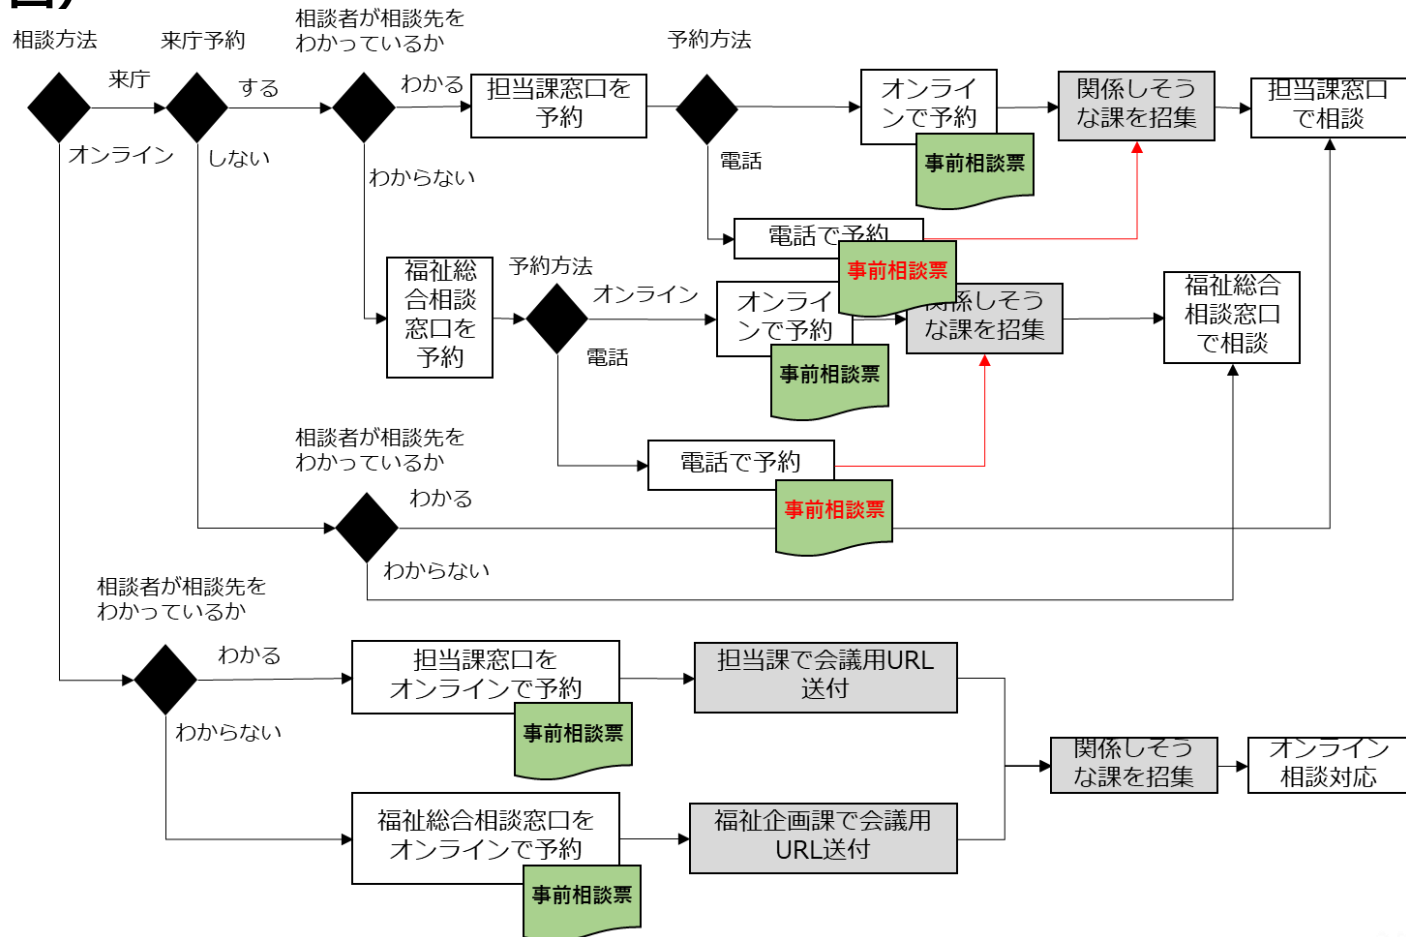 相談方法
来庁予約
相談者が相談先を
わかっているか
予約方法
来庁
する
わかる
担当課窓口を
予約
オンライ
ンで予約
関係しそう
な課を招集
担当課窓口
で相談
オンライン
しない
わからない
電話
事前相談票
電話で予約
事前相談票
福祉総
合相談
窓口を
予約
予約方法
オンライン
電話
オンライ
ンで予約
事前相談票
関係しそう
な課を招集
福祉総合
相談窓口
で相談
電話で予約
事前相談票
相談者が相談先を
わかっているか
わかる
わからない
相談者が相談先を
わかっているか
わかる
わからない
担当課窓口を
オンラインで予約
事前相談票
担当課で会議用URL
送付
福祉総合相談窓口を
オンラインで予約
事前相談票
福祉企画課で会議用
URL送付
関係しそう
な課を招集
オンライン
相談対応